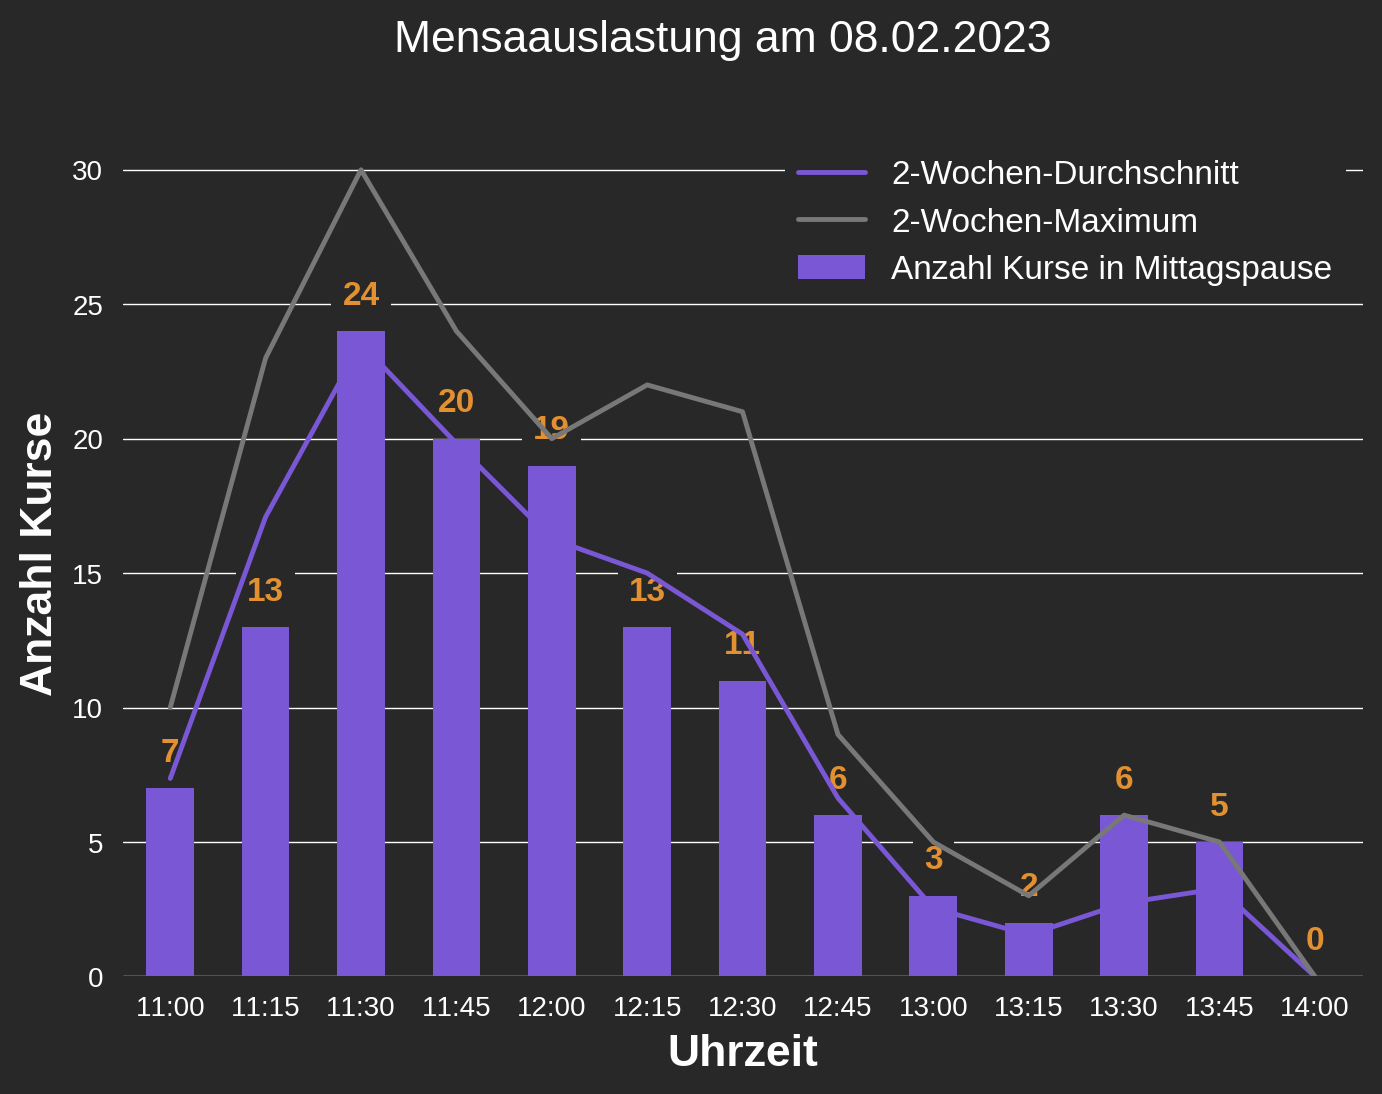 Mensaauslastung am 08.02.2023
2-Wochen-Durchschnitt
2-Wochen-Maximum
Anzahl Kurse in Mittagspause
Anzahl Kurse
30
25
20
15
10
5
0
7
13
24
20
19
13
11
6
3
2
6
5
0
11:00 11:15 11:30 11:45 12:00 12:15 12:30 12:45 13:00 13:15 13:30 13:45 14:00
Uhrzeit